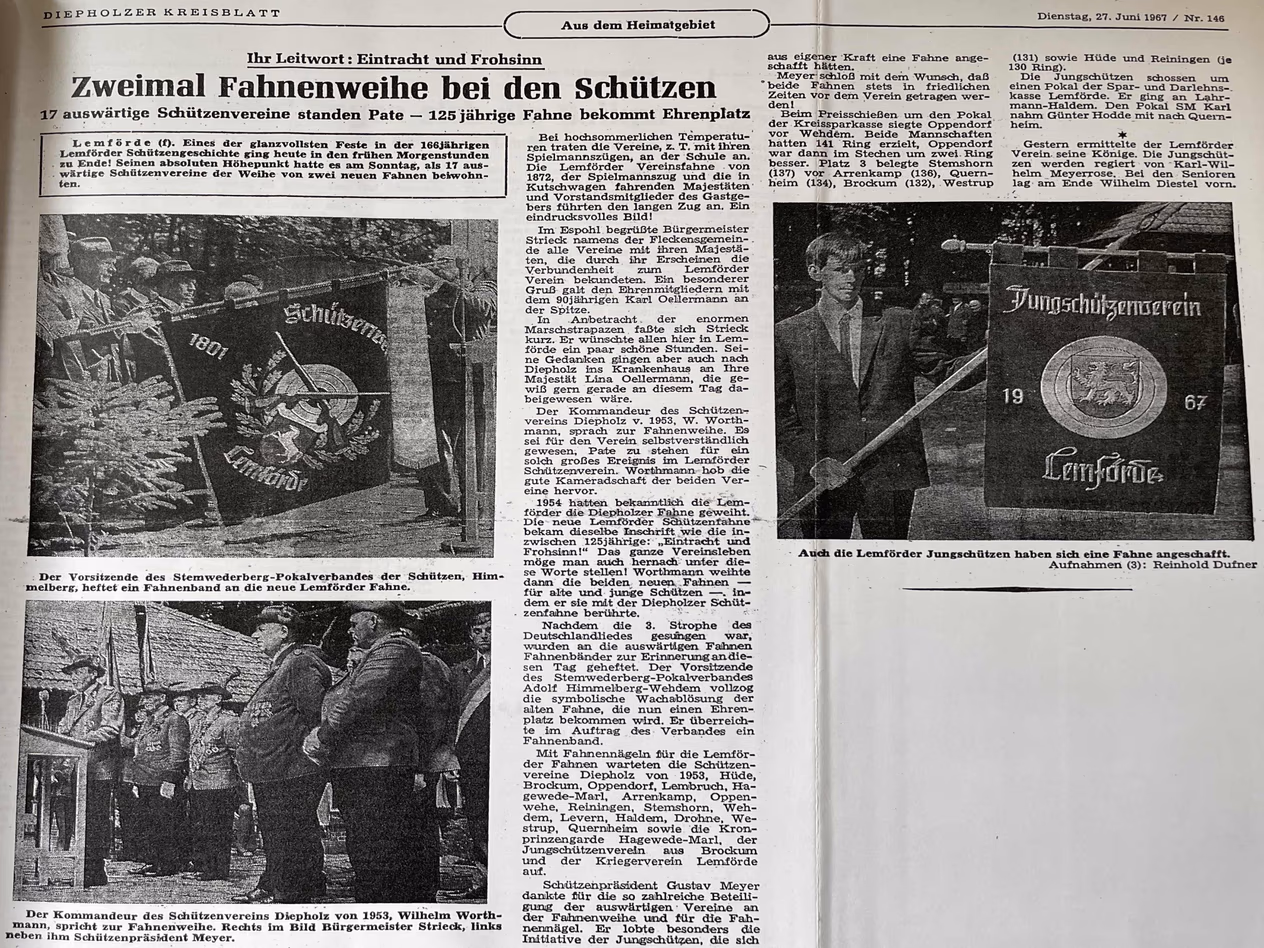 DIEPHOLZER KREISBLATT
Aus dem Heimatgebiet
Dienstag, 27. Juni 1967 / Nr. 146
Ihr Leitwort: Eintracht und Frohsinn
Zweimal Fahnenweihe bei den Schützen
17 auswärtige Schützenvereine standen Pate — 125jährige Fahne bekommt Ehrenplatz
Lemförde (f). Eines der glanzvollsten Feste in der 166jährigen
Lemförder Schützengeschichte ging heute in den frühen Morgenstunden
zu Ende! Seinen absoluten Höhepunkt hatte es am Sonntag, als 17 aus-
wärtige Schützenvereine der Weihe von zwei neuen Fahnen beiwohn-
ten.
1801
Schützenve
Lemförde
Der Vorsitzende des Stemwederberg-Pokalverbandes der Schützen, Him-
melberg, heftet ein Fahnenband an die neue Lemförder Fahne.
Der Kommandeur des Schützenvereins Diepholz von 1953, Wilhelm Worth-
mann, spricht zur Fahnenweihe. Rechts im Bild Bürgermeister Strieck, links
neben ihm Schützenpräsident Meyer.
Bei hochsommerlichen Temperatu-
ren traten die Vereine, z. T. mit ihren
Spielmannszügen, an der Schule an.
Die Lemförder Vereinsfahne von
1872, der Spielmannszug und die in
Kutschwagen fahrenden Majestäten
und Vorstandsmitglieder des Gastge-
bers führten den langen Zug an. Ein
eindrucksvolles Bild!
Im Espohl begrüßte Bürgermeister
Strieck namens der Fleckensgemein-
de alle Vereine mit ihren Majestä-
ten, die durch ihr Erscheinen die
Verbundenheit zum Lemförder
Verein bekundeten. Ein besonderer
Gruß galt den Ehrenmitgliedern mit
dem 90jährigen Karl Oellermann an
der Spitze.
In Anbetracht der enormen
Marschstrapazen faßte sich Strieck
kurz. Er wünschte allen hier in Lem-
förde ein paar schöne Stunden. Sei-
ne Gedanken gingen aber auch nach
Diepholz ins Krankenhaus an Ihre
Majestät Lina Oellermann, die ge-
wiß gern gerade an diesem Tag da-
beigewesen wäre.
Der Kommandeur des Schützen-
vereins Diepholz v. 1953, W. Worth-
mann, sprach zur Fahnenweihe. Es
sei für den Verein selbstverständlich
gewesen, Pate zu stehen für ein
solch großes Ereignis im Lemförder
Schützenverein. Worthmann hob die
gute Kameradschaft der beiden Ver-
eine hervor.
1954 hatten bekanntlich die Lem-
förder die Diepholzer Fahne geweiht.
Die neue Lemförder Schützenfahne
bekam dieselbe Inschrift wie die in-
zwischen 125jährige: „Eintracht und
Frohsinn!“ Das ganze Vereinsleben
möge man auch hernach unter die-
se Worte stellen! Worthmann weihte
dann die beiden neuen Fahnen —
für alte und junge Schützen —, in-
dem er sie mit der Diepholzer Schüt-
zenfahne berührte.
Nachdem die 3. Strophe des
Deutschlandliedes gesungen war,
wurden an die auswärtigen Fahnen
Fahnenbänder zur Erinnerung an die-
sen Tag geheftet. Der Vorsitzende
des Stemwederberg-Pokalverbandes
Adolf Himmelberg-Wehdem vollzog
die symbolische Wachablösung der
alten Fahne, die nun einen Ehren-
platz bekommen wird. Er überreich-
te im Auftrag des Verbandes ein
Fahnenband.
Mit Fahnennägeln für die Lemför-
der Fahnen warteten die Schützen-
vereine Diepholz von 1953, Hüde,
Brockum, Oppendorf, Lembruch, Ha-
gewede-Marl, Arrenkamp, Oppen-
wehe, Reiningen, Stemshorn, Weh-
dem, Levern, Haldem, Drohne, We-
strup, Quernheim sowie die Kron-
prinzengarde Hagewede-Marl, der
Jungschützenverein aus Brockum
und der Kriegerverein Lemförde
auf.
Schützenpräsident Gustav Meyer
dankte für die so zahlreiche Beteili-
gung der auswärtigen Vereine an
der Fahnenweihe und für die Fah-
nennägel. Er lobte besonders die
Initiative der Jungschützen, die sich
aus eigener Kraft eine Fahne ange-
schafft hätten.
Meyer schloß mit dem Wunsch, daß
beide Fahnen stets in friedlichen
Zeiten vor dem Verein getragen wer-
den!
Beim Preisschießen um den Pokal
der Kreissparkasse siegte Oppendorf
vor Wehdem. Beide Mannschaften
hatten 141 Ring erzielt, Oppendorf
war dann im Stechen um zwei Ring
besser. Platz 3 belegte Stemshorn
(137) vor Arrenkamp (136), Quern-
heim (134), Brockum (132), Westrup
(131) sowie Hüde und Reiningen (je
130 Ring).
Die Jungschützen schossen um
einen Pokal der Spar- und Darlehns-
kasse Lemförde. Er ging an Lahr-
mann-Haldem. Den Pokal SM Karl
nahm Günter Hodde mit nach Quern-
heim.
★
Gestern ermittelte der Lemförder
Verein seine Könige. Die Jungschüt-
zen werden regiert von Karl-Wil-
helm Meyerrose. Bei den Senioren
lag am Ende Wilhelm Diestel vorn.
Jungschützenverein
19 67
Lemförde
Auch die Lemförder Jungschützen haben sich eine Fahne angeschafft.
Aufnahmen (3): Reinhold Dufner